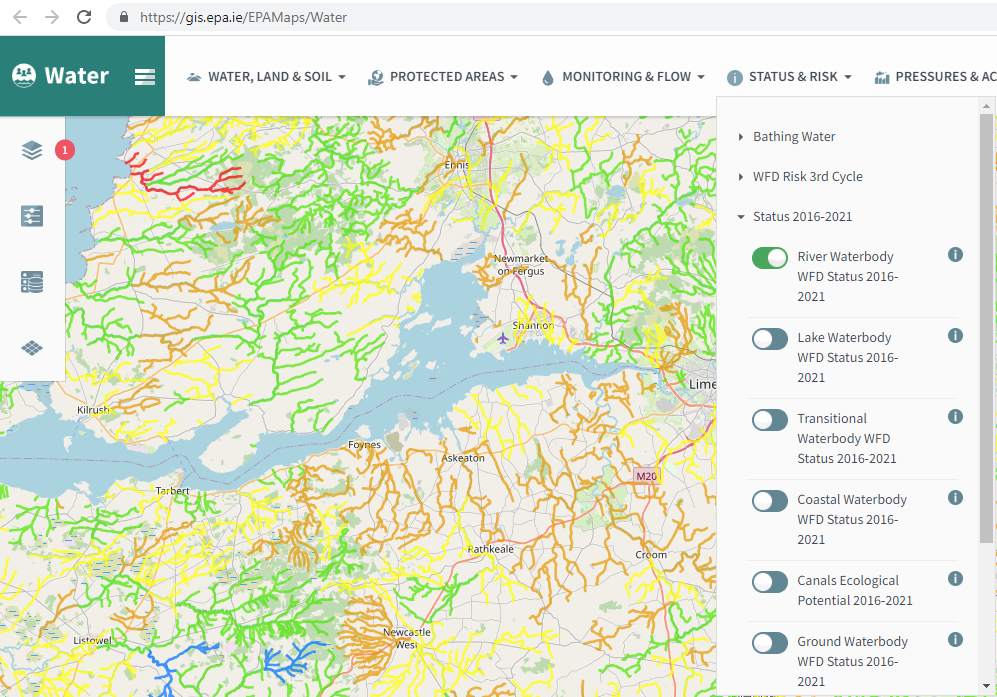 https://gis.epa.ie/EPAMaps/Water
Water
WATER, LAND & SOIL
PROTECTED AREAS
MONITORING & FLOW
STATUS & RISK
PRESSURES & AC
1
Bathing Water
WFD Risk 3rd Cycle
Status 2016-2021
River Waterbody
WFD Status 2016-
2021
Lake Waterbody
WFD Status 2016-
2021
Transitional
Waterbody WFD
Status 2016-2021
Coastal Waterbody
WFD Status 2016-
2021
Canals Ecological
Potential 2016-2021
Ground Waterbody
WFD Status 2016-
2021
Ennis
Newmarket
on Fergus
Shannon
Lime
Kilrush
Foynes
Askeaton
M20
Tarbert
Rathkeale
Croom
Newcastle
West
Listowel